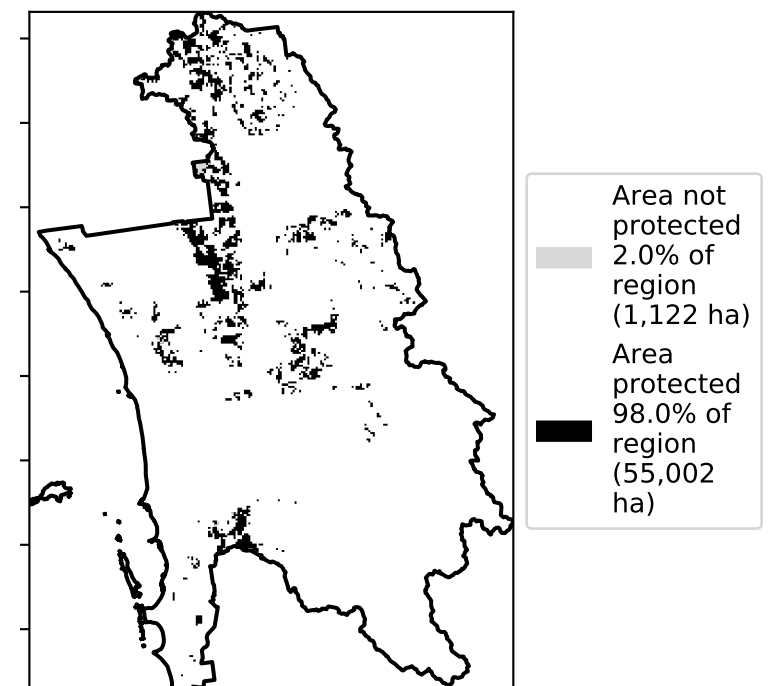 Area not
protected
2.0% of
region
(1,122 ha)
Area
protected
98.0% of
region
(55,002
ha)